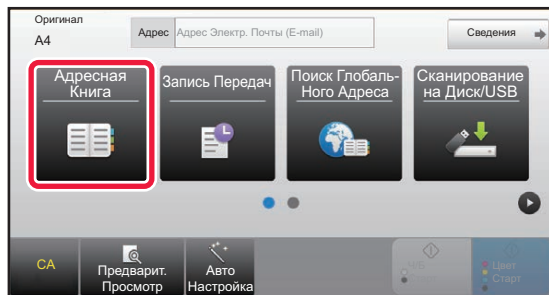 Оригинал
A4
Адрес
Адрес Электр. Почты (E-mail)
Сведения
Адресная
Книга
Запись Передач
Поиск Глобаль-
Ного Адреса
Сканирование
на Диск/USB
CA
Предварит.
Просмотр
Авто
Настройка
Ч/Б
Старт
Цвет
Старт